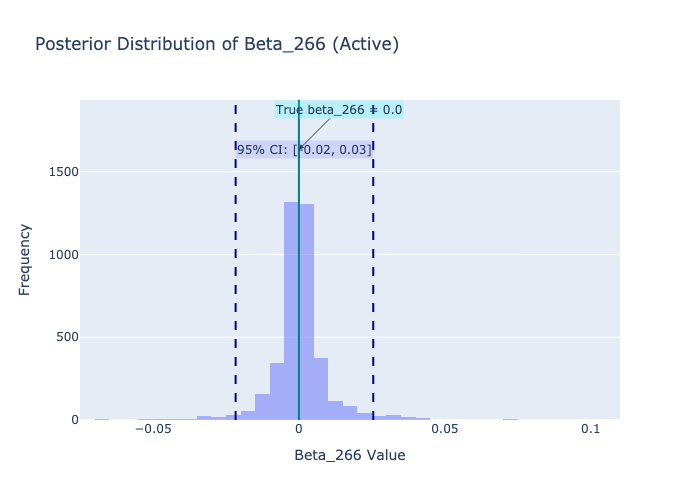 Posterior Distribution of Beta_266 (Active)
True beta_266 = 0.0
95% CI: [-0.02, 0.03]
1500
1000
500
0
Frequency
−0.05
0
0.05
0.1
Beta_266 Value